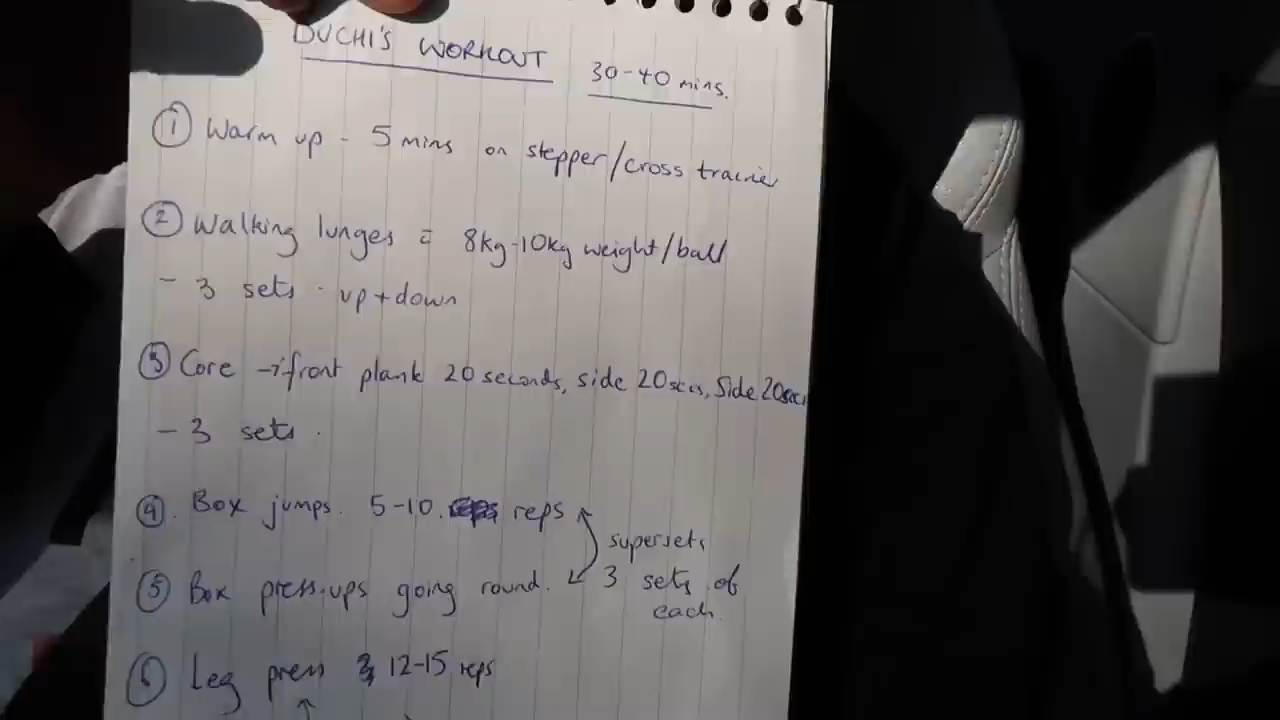 DUCHI'S WORKOUT 30-40 mins.
① Warm up - 5 mins on stepper/cross trainer
② Walking lunges = 8kg-10kg weight/ball
- 3 sets - up+down
③ Core → front plank 20 seconds, side 20secs, Side 20secs
- 3 sets.
④. Box jumps. 5-10. reps
supersets
⑤ Box press-ups going round. 3 sets of
each.
⑥ Leg press 12-15 reps